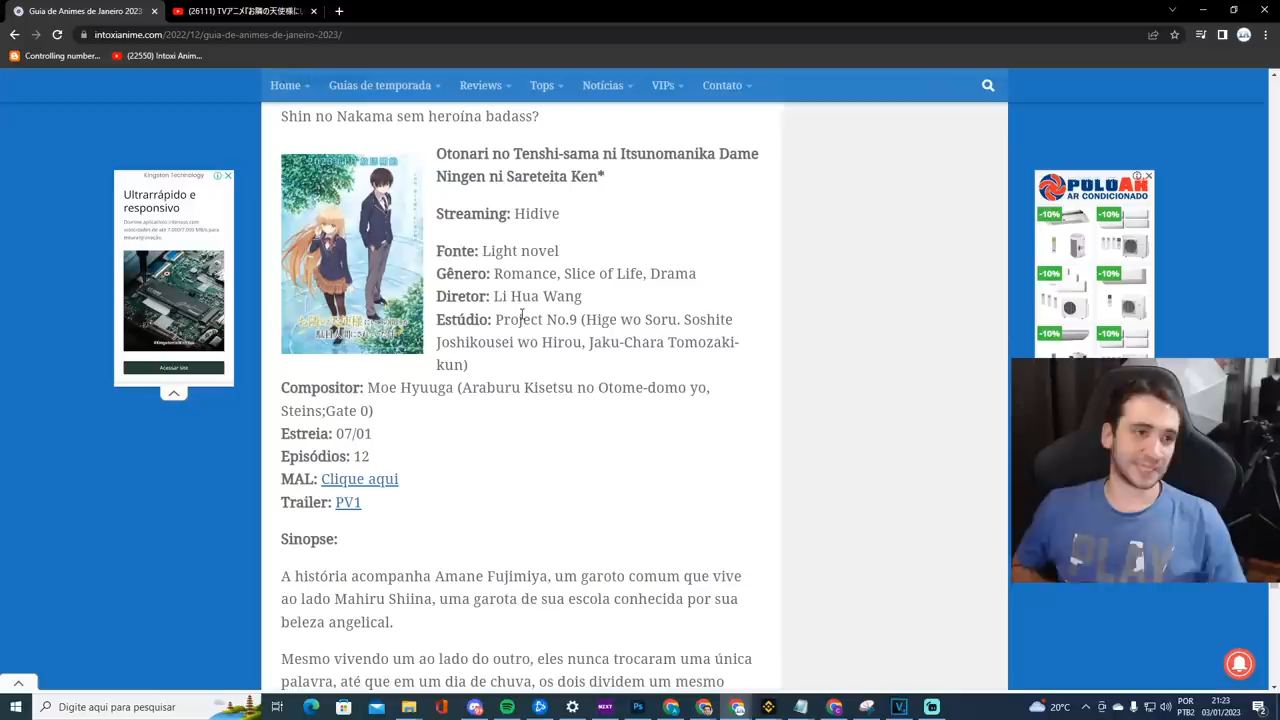 Guia de Animes de Janeiro 2023
(6111) TVアニメ「お隣の天使様に
intoxianime.com/2022/12/guia-de-animes-de-janeiro-2023/
Controlling number...
(22550) Intoxi Anim...
Home
Guias de temporada
Reviews
Tops
Notícias
VIPs
Contato
Shin no Nakama sem heroína badass?
Otonari no Tenshi-sama ni Itsunomanika Dame
Ningen ni Sareteita Ken*
Streaming: Hidive
Fonte: Light novel
Gênero: Romance, Slice of Life, Drama
Diretor: Li Hua Wang
Estúdio: Project No.9 (Hige wo Soru. Soshite
Joshikousei wo Hirou, Jaku-Chara Tomozaki-
kun)
Compositor: Moe Hyuuga (Araburu Kisetsu no Otome-domo yo,
Steins;Gate 0)
Estreia: 07/01
Episódios: 12
MAL: Clique aqui
Trailer: PV1
Sinopse:
A história acompanha Amane Fujimiya, um garoto comum que vive
ao lado Mahiru Shiina, uma garota de sua escola conhecida por sua
beleza angelical.
Mesmo vivendo um ao lado do outro, eles nunca trocaram uma única
palavra, até que em um dia de chuva, os dois dividem um mesmo
Kingston Technology
Ultrarrápido e
responsivo
Acessar site
POLOAR
AR CONDICIONADO
-10%
-10%
-10%
-10%
-10%
-10%
PLAY
Digite aqui para pesquisar
NEXT
20°C
POR
PTB2
21:23
03/01/2023